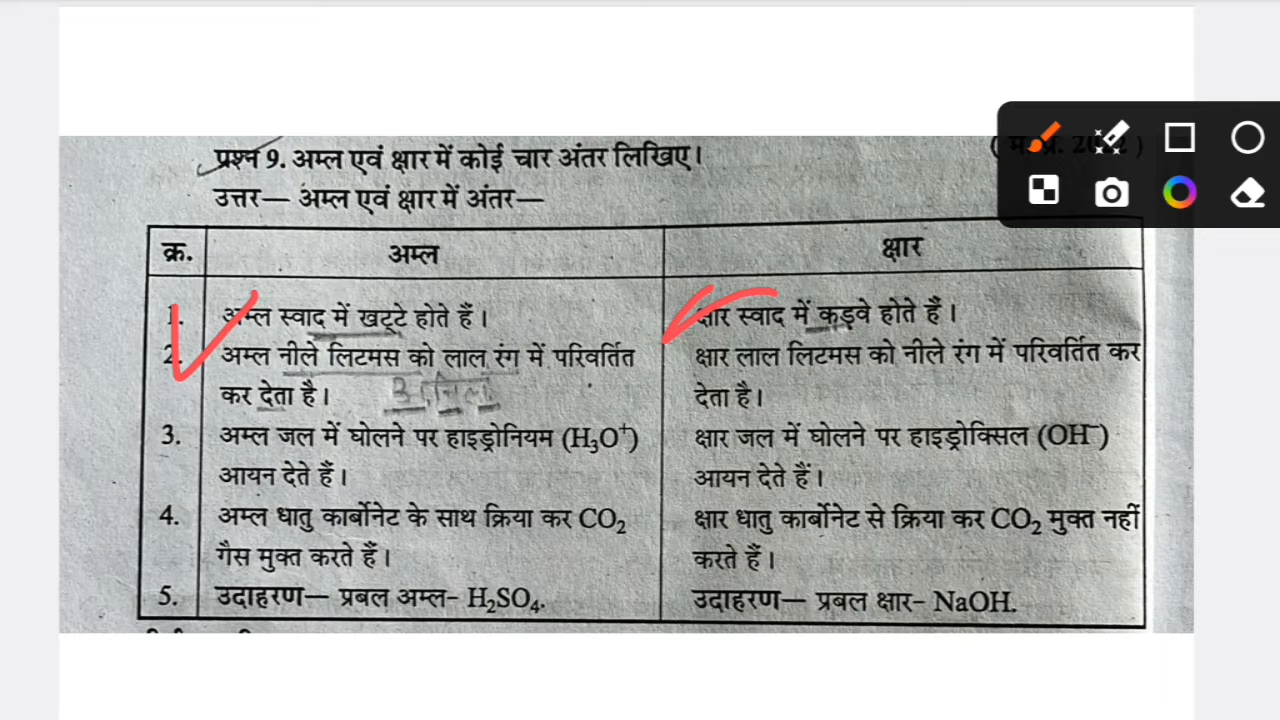 प्रश्न 9. अम्ल एवं क्षार में कोई चार अंतर लिखिए।
उत्तर— अम्ल एवं क्षार में अंतर—
क्र. अम्ल क्षार
1. अम्ल स्वाद में खट्टे होते हैं। क्षार स्वाद में कड़वे होते हैं।
2. अम्ल नीले लिटमस को लाल रंग में परिवर्तित क्षार लाल लिटमस को नीले रंग में परिवर्तित कर
कर देता है। देता है।
3. अम्ल जल में घोलने पर हाइड्रोनियम (H₃O⁺) क्षार जल में घोलने पर हाइड्रोक्सिल (OH⁻)
आयन देते हैं। आयन देते हैं।
4. अम्ल धातु कार्बोनेट के साथ क्रिया कर CO₂ क्षार धातु कार्बोनेट से क्रिया कर CO₂ मुक्त नहीं
गैस मुक्त करते हैं। करते हैं।
5. उदाहरण— प्रबल अम्ल– H₂SO₄. उदाहरण— प्रबल क्षार– NaOH.